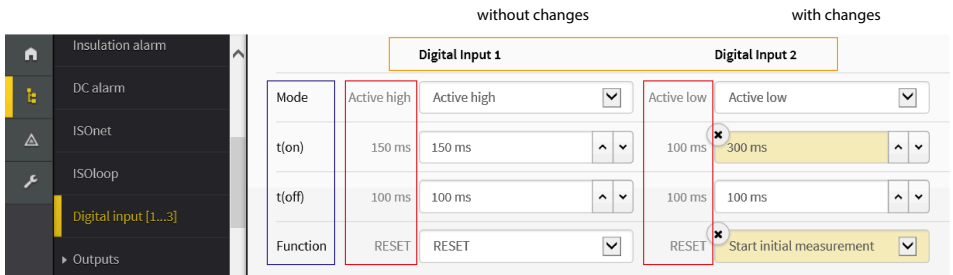 without changes with changes
Insulation alarm
Digital Input 1 Digital Input 2
DC alarm
Mode Active high Active high Active low Active low
ISOnet
t(on) 150 ms 150 ms 100 ms 300 ms
ISOloop
t(off) 100 ms 100 ms 100 ms 100 ms
Digital input [1...3]
Function RESET RESET RESET Start initial measurement
Outputs